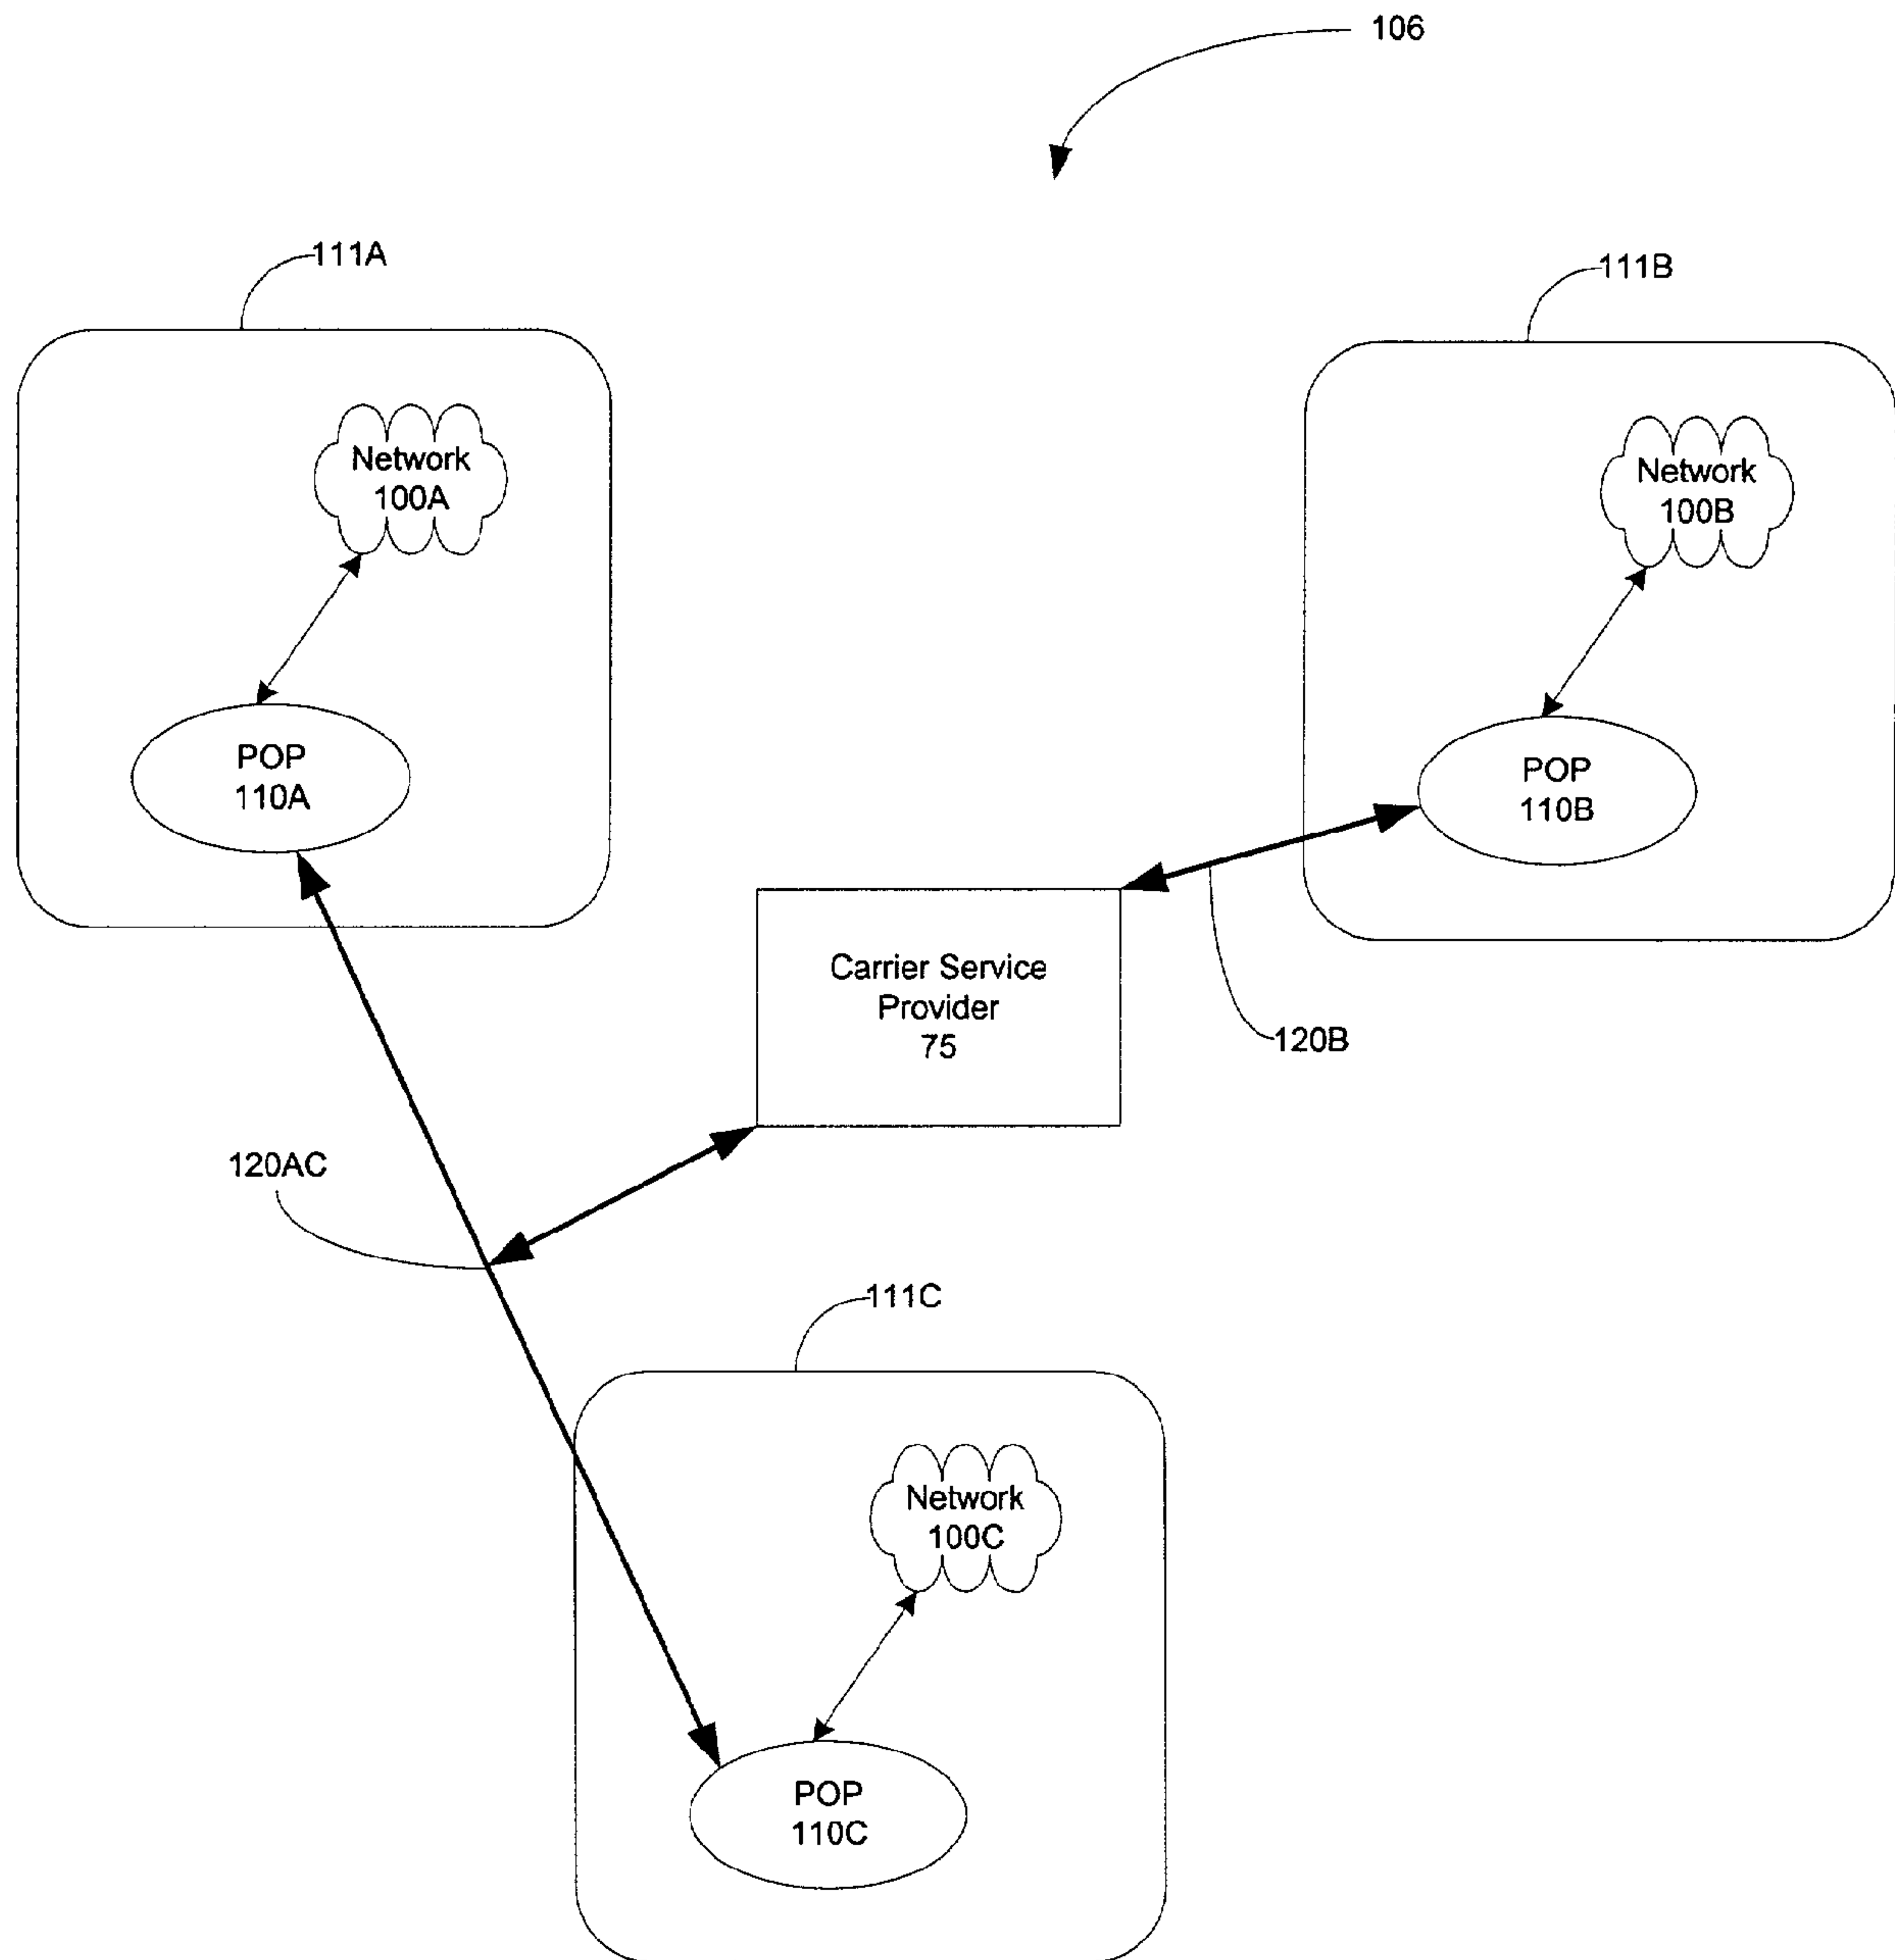 106
111A
111B
Network
100A
Network
100B
POP
110A
POP
110B
Carrier Service
Provider
75
120B
120AC
111C
Network
100C
POP
110C